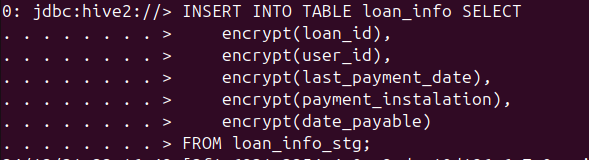 0: jdbc:hive2://> INSERT INTO TABLE loan_info SELECT
. . . . . . . . >     encrypt(loan_id),
. . . . . . . . >     encrypt(user_id),
. . . . . . . . >     encrypt(last_payment_date),
. . . . . . . . >     encrypt(payment_instalation),
. . . . . . . . >     encrypt(date_payable)
. . . . . . . . > FROM loan_info_stg;